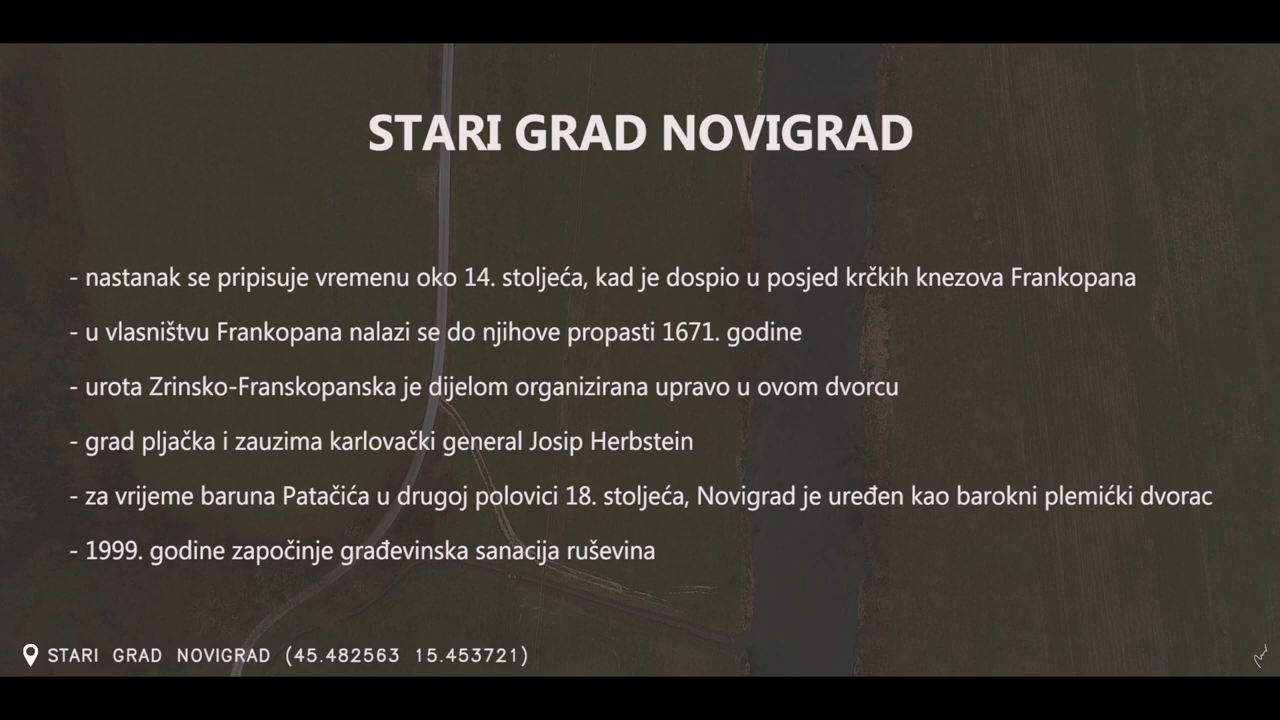 STARI GRAD NOVIGRAD
- nastanak se pripisuje vremenu oko 14. stoljeća, kad je dospio u posjed krčkih knezova Frankopana
- u vlasništvu Frankopana nalazi se do njihove propasti 1671. godine
- urota Zrinsko-Franskopanska je dijelom organizirana upravo u ovom dvorcu
- grad pljačka i zauzima karlovački general Josip Herbstein
- za vrijeme baruna Patačića u drugoj polovici 18. stoljeća, Novigrad je uređen kao barokni plemićki dvorac
- 1999. godine započinje građevinska sanacija ruševina
STARI GRAD NOVIGRAD (45.482563 15.453721)